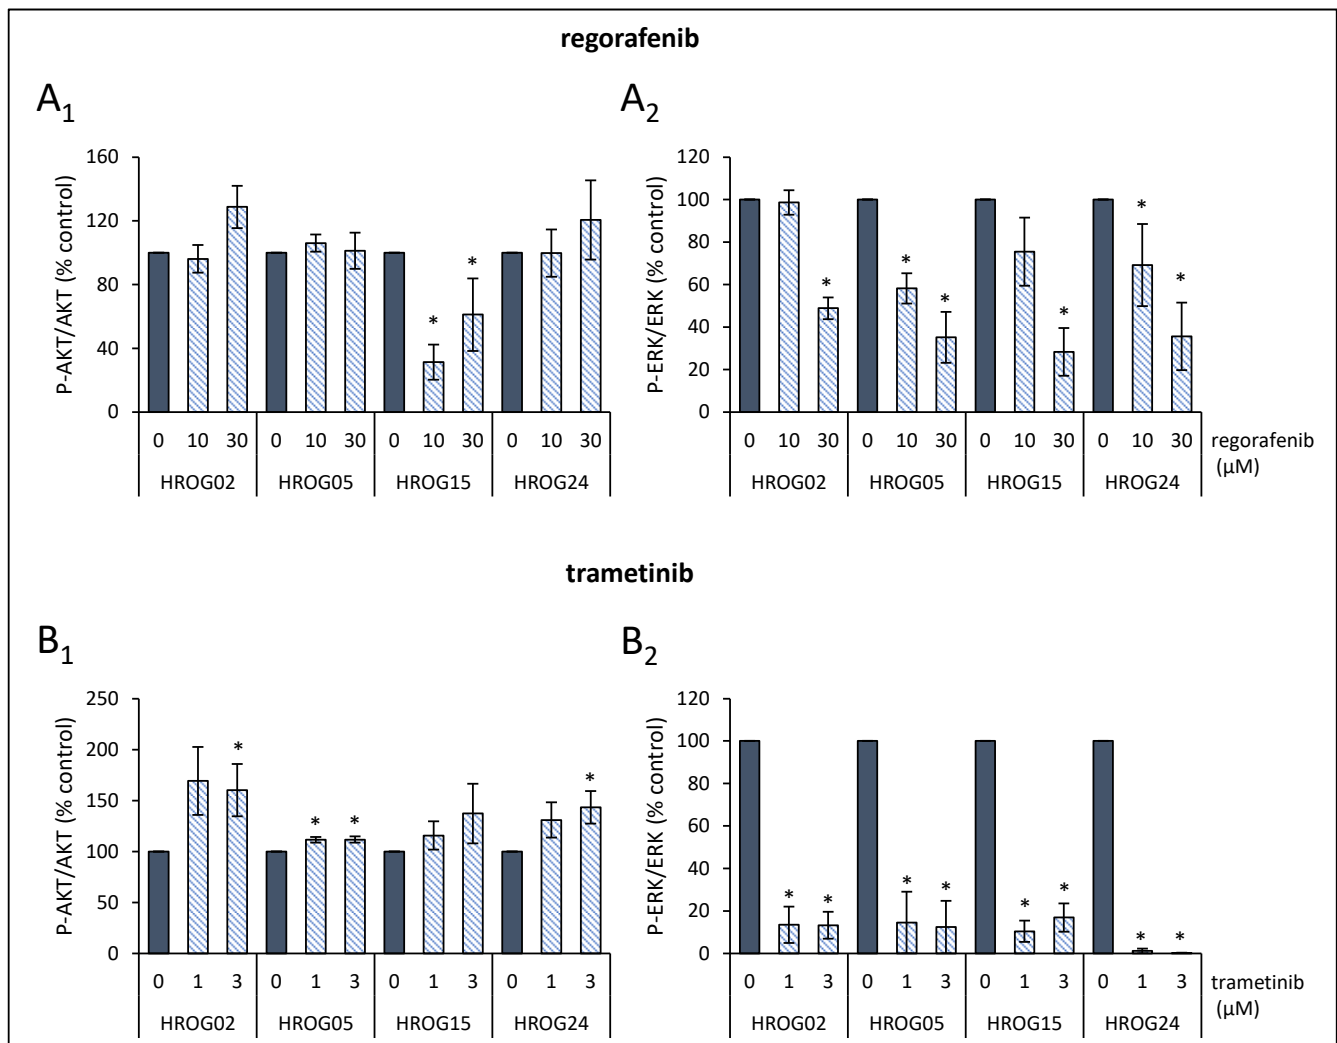 regorafenib
A1
P-AKT/AKT (% control)
160
120
80
40
0
0 10 30 0 10 30 0 10 30 0 10 30
HROG02 HROG05 HROG15 HROG24
* *
A2
P-ERK/ERK (% control)
120
100
80
60
40
20
0
* * * * * *
0 10 30 0 10 30 0 10 30 0 10 30
HROG02 HROG05 HROG15 HROG24
regorafenib
(µM)
trametinib
B1
P-AKT/AKT (% control)
250
200
150
100
50
0
* * * *
0 1 3 0 1 3 0 1 3 0 1 3
HROG02 HROG05 HROG15 HROG24
B2
P-ERK/ERK (% control)
120
100
80
60
40
20
0
* * * * * * * *
0 1 3 0 1 3 0 1 3 0 1 3
HROG02 HROG05 HROG15 HROG24
trametinib
(µM)